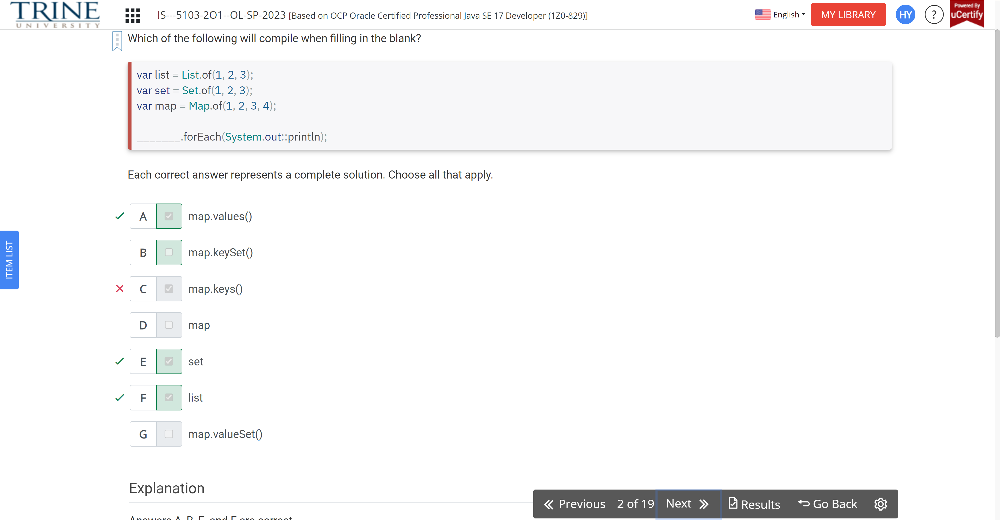 TRINE
UNIVERSITY
IS---5103-2O1--OL-SP-2023 [Based on OCP Oracle Certified Professional Java SE 17 Developer (1Z0-829)]
English
MY LIBRARY
HY
?
Powered By
uCertify
Which of the following will compile when filling in the blank?
var list = List.of(1, 2, 3);
var set = Set.of(1, 2, 3);
var map = Map.of(1, 2, 3, 4);
_______.forEach(System.out::println);
Each correct answer represents a complete solution. Choose all that apply.
A map.values()
B map.keySet()
C map.keys()
D map
E set
F list
G map.valueSet()
ITEM LIST
Explanation
Previous 2 of 19 Next Results Go Back
Answers A, B, E, and F are correct.